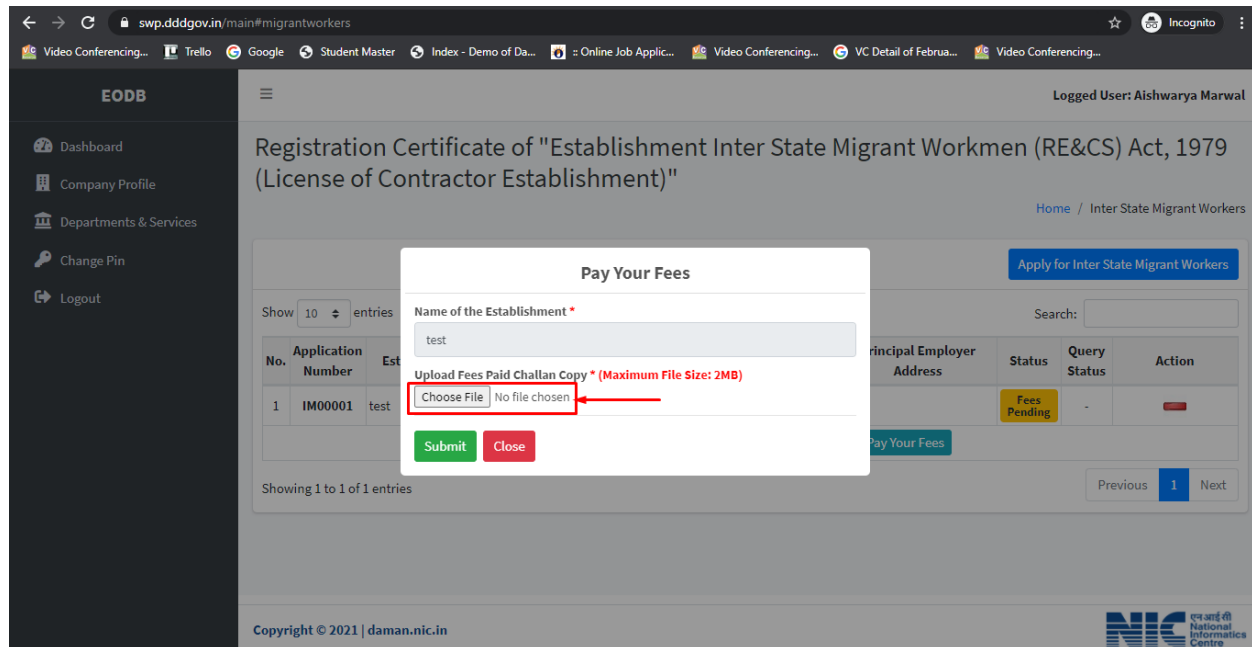 swp.dddgov.in/main#migrantworkers
Incognito
Video Conferencing... Trello Google Student Master Index - Demo of Da... :: Online Job Applic... Video Conferencing... VC Detail of Februa... Video Conferencing...
EODB
Logged User: Aishwarya Marwal
Dashboard
Company Profile
Departments & Services
Change Pin
Logout
Registration Certificate of "Establishment Inter State Migrant Workmen (RE&CS) Act, 1979
(License of Contractor Establishment)"
Home / Inter State Migrant Workers
Apply for Inter State Migrant Workers
Pay Your Fees
Name of the Establishment *
test
Upload Fees Paid Challan Copy * (Maximum File Size: 2MB)
Choose File No file chosen
Submit Close
Show 10 entries
Search:
No. Application Number Est rincipal Employer Address Status Query Status Action
1 IM00001 test Fees Pending -
Pay Your Fees
Showing 1 to 1 of 1 entries
Previous 1 Next
Copyright © 2021 | daman.nic.in
NIC
एन आई सी
National
Informatics
Centre